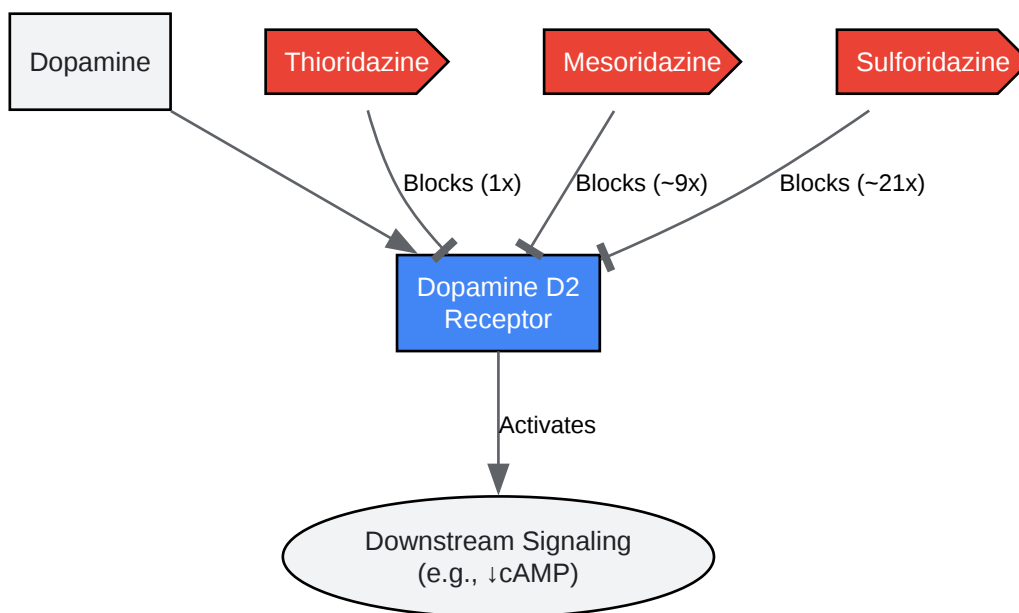 Dopamine
Thioridazine
Mesoridazine
Sulforidazine
Blocks (1x)
Blocks (~9x)
Blocks (~21x)
Dopamine D2
Receptor
Activates
Downstream Signaling
(e.g., ↓cAMP)